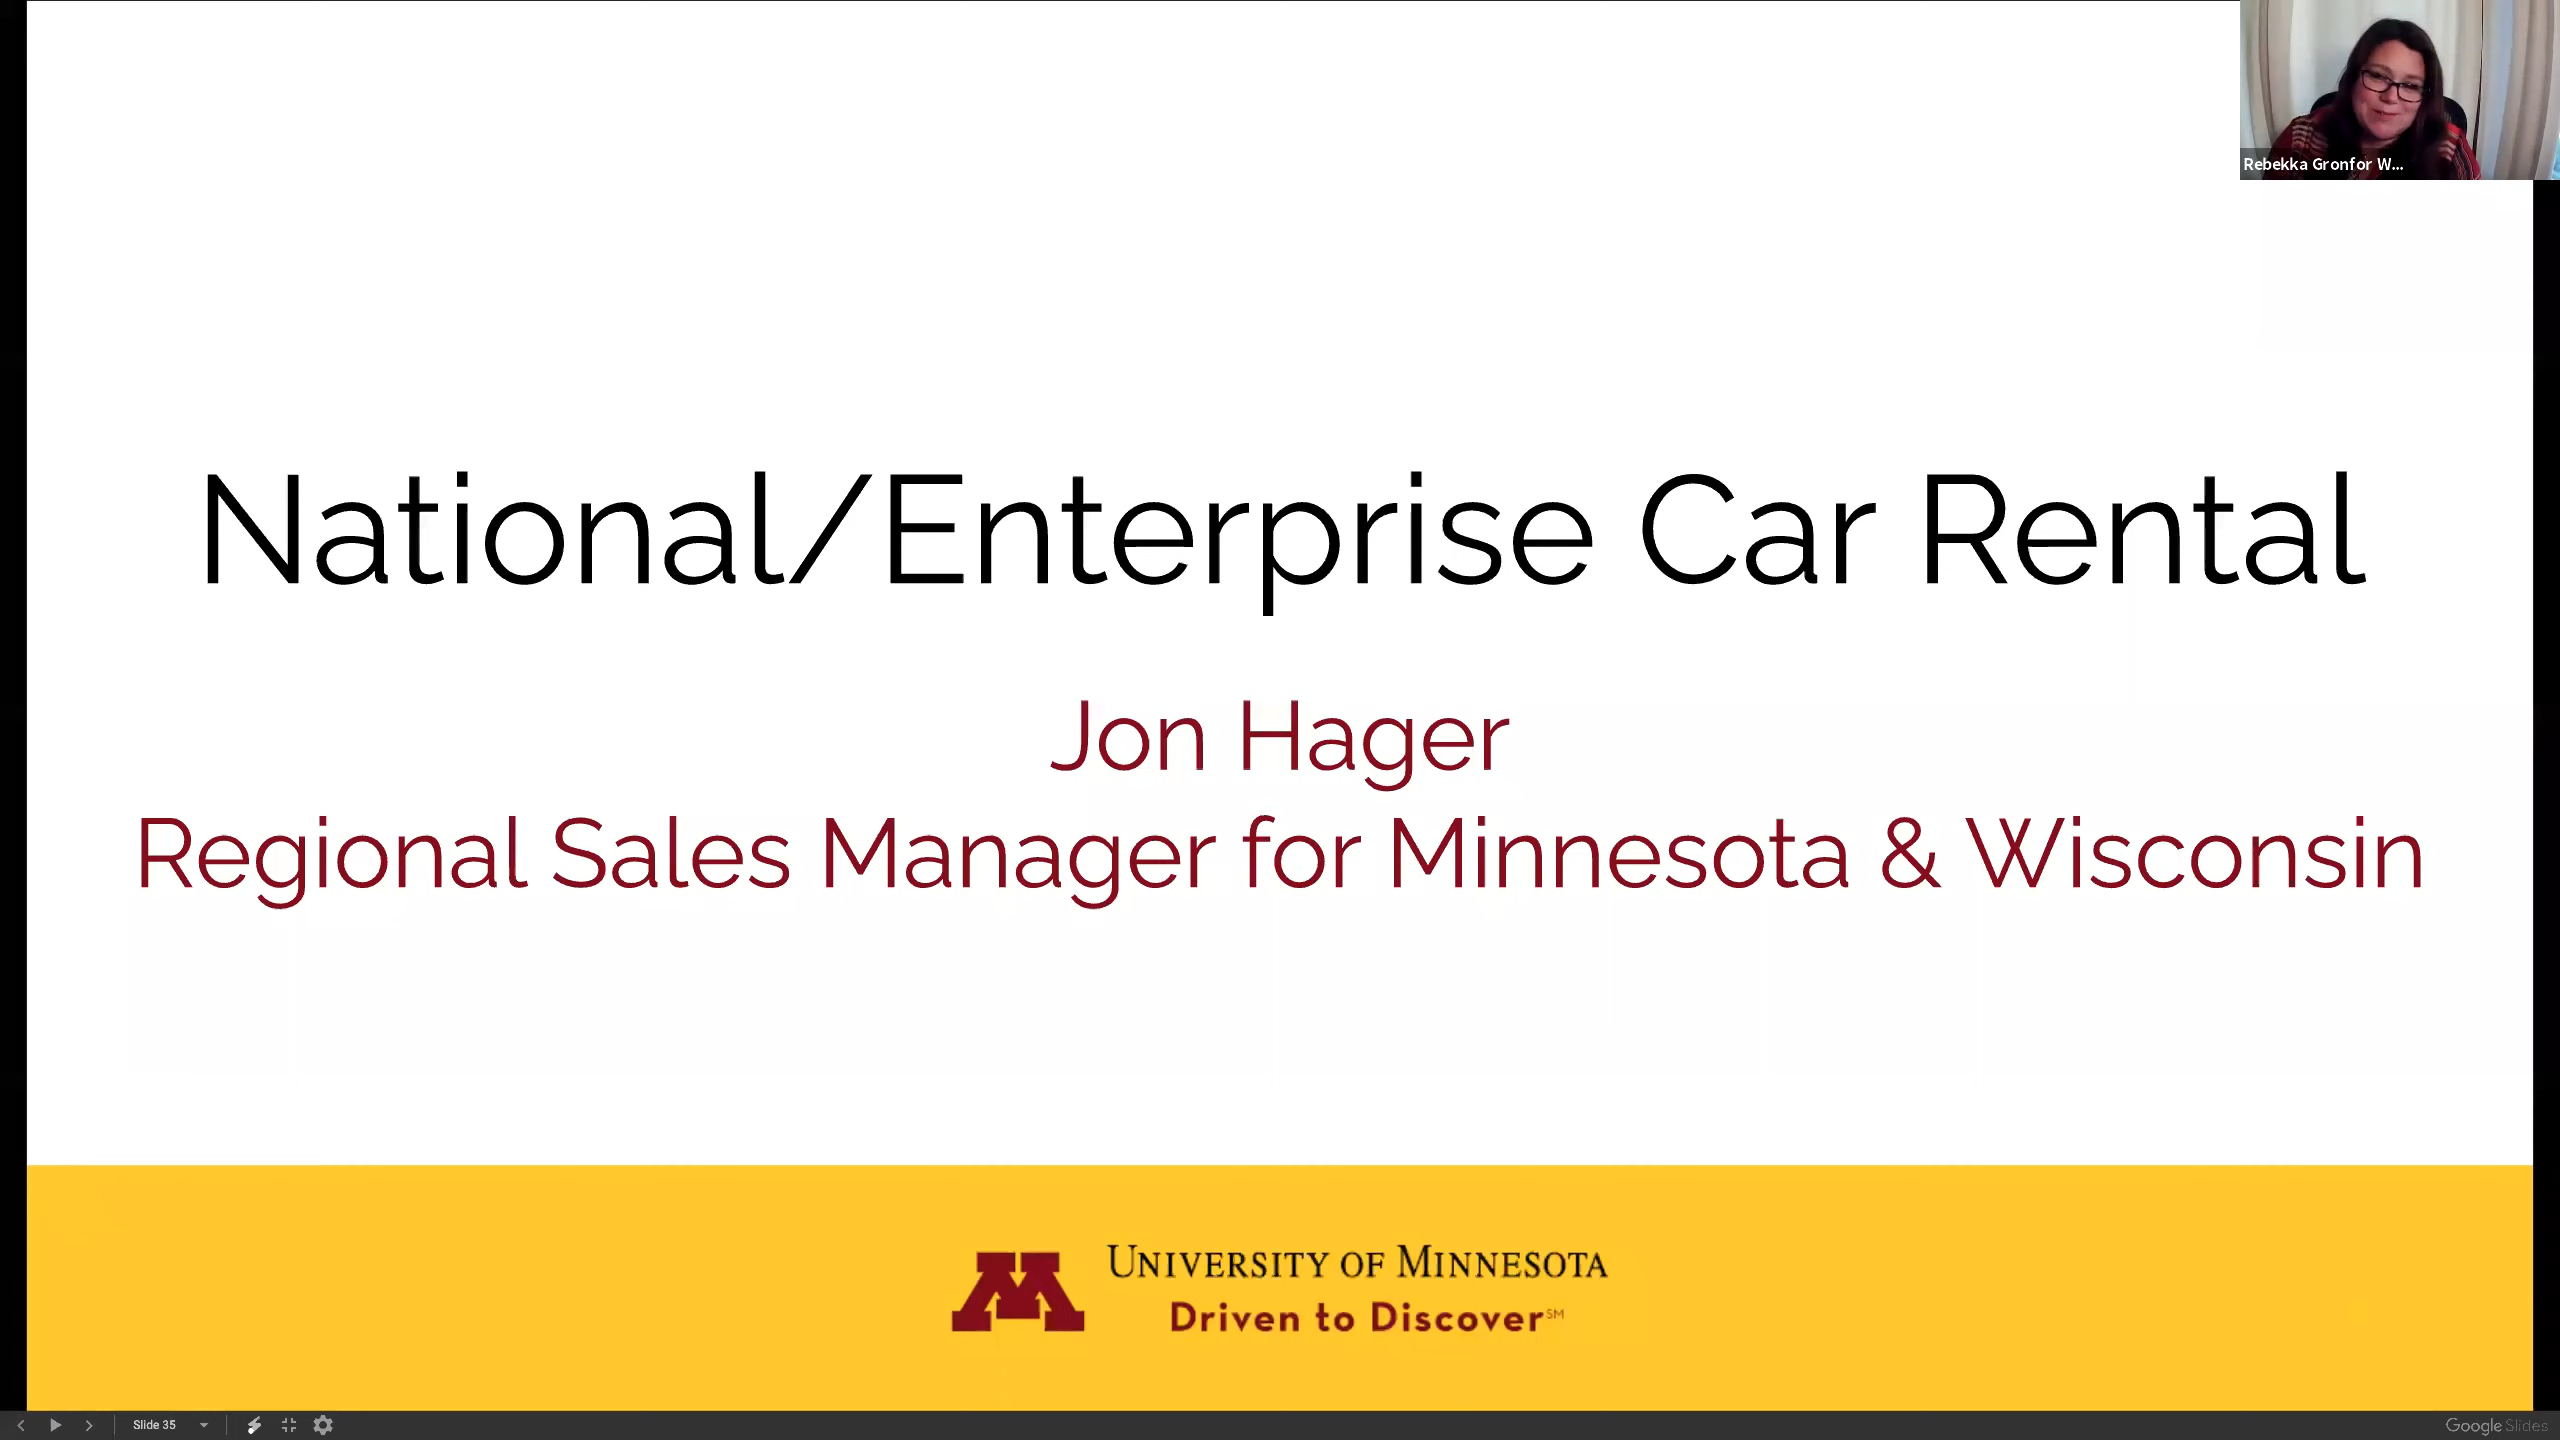 Rebekka Gronfor W...
National/Enterprise Car Rental
Jon Hager
Regional Sales Manager for Minnesota & Wisconsin
M
University of Minnesota
Driven to Discover℠
Slide 35
Google Slides